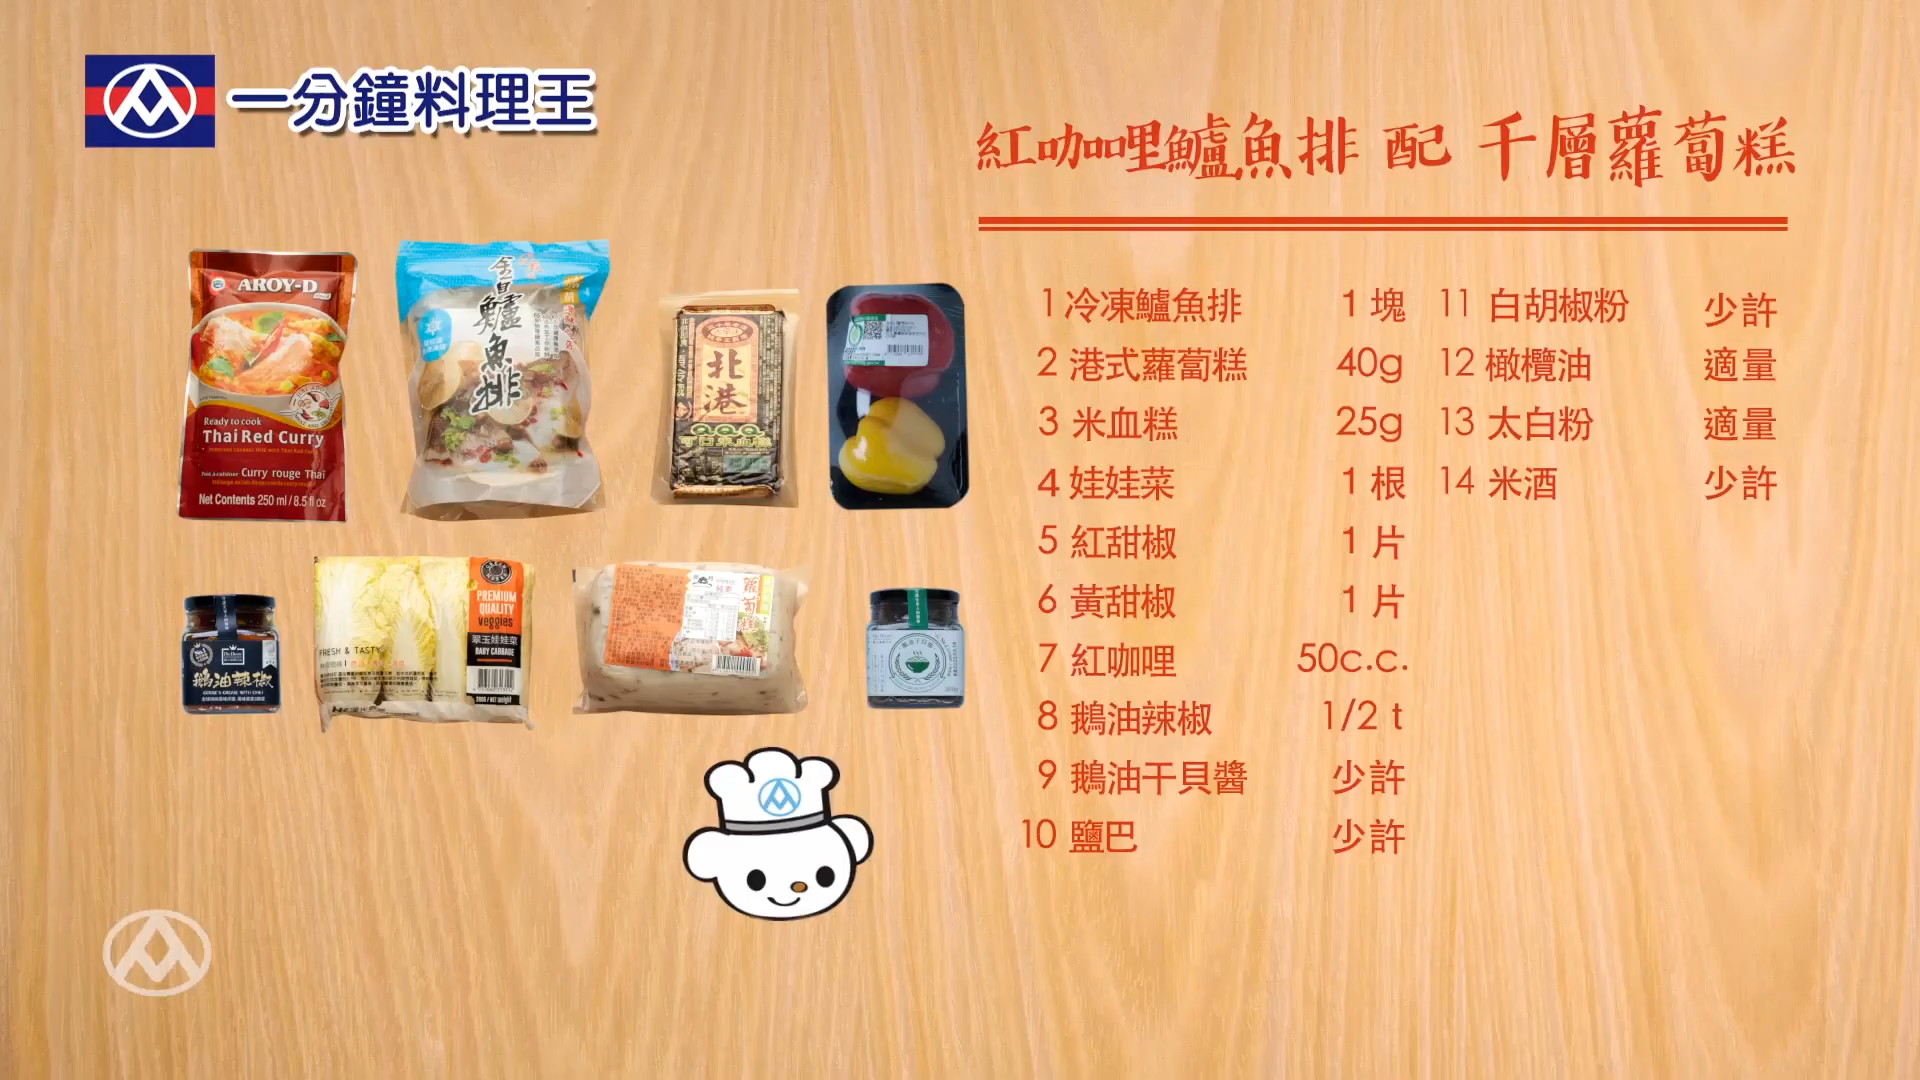 一分鐘料理王
紅咖哩鱸魚排 配 千層蘿蔔糕
1 冷凍鱸魚排 1 塊
2 港式蘿蔔糕 40g
3 米血糕 25g
4 娃娃菜 1 根
5 紅甜椒 1 片
6 黃甜椒 1 片
7 紅咖哩 50c.c.
8 鵝油辣椒 1/2 t
9 鵝油干貝醬 少許
10 鹽巴 少許
11 白胡椒粉 少許
12 橄欖油 適量
13 太白粉 適量
14 米酒 少許
AROY-D
Ready to cook
Thai Red Curry
Curry rouge Thaï
Net Contents 250 ml / 8.5 fl oz
鱸魚排
北港
QQQ
鵝油辣椒
FRESH & TASTY
PREMIUM
QUALITY
veggies
翠玉娃娃菜
BABY CABBAGE
蘿蔔糕